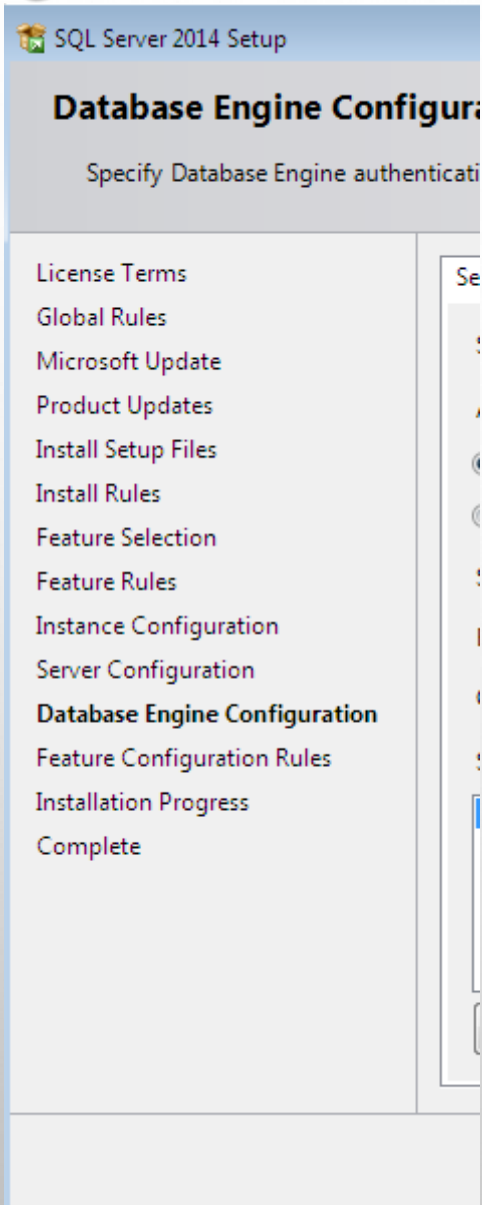 SQL Server 2014 Setup
Database Engine Configura
Specify Database Engine authenticati
License Terms
Global Rules
Microsoft Update
Product Updates
Install Setup Files
Install Rules
Feature Selection
Feature Rules
Instance Configuration
Server Configuration
Database Engine Configuration
Feature Configuration Rules
Installation Progress
Complete
Se